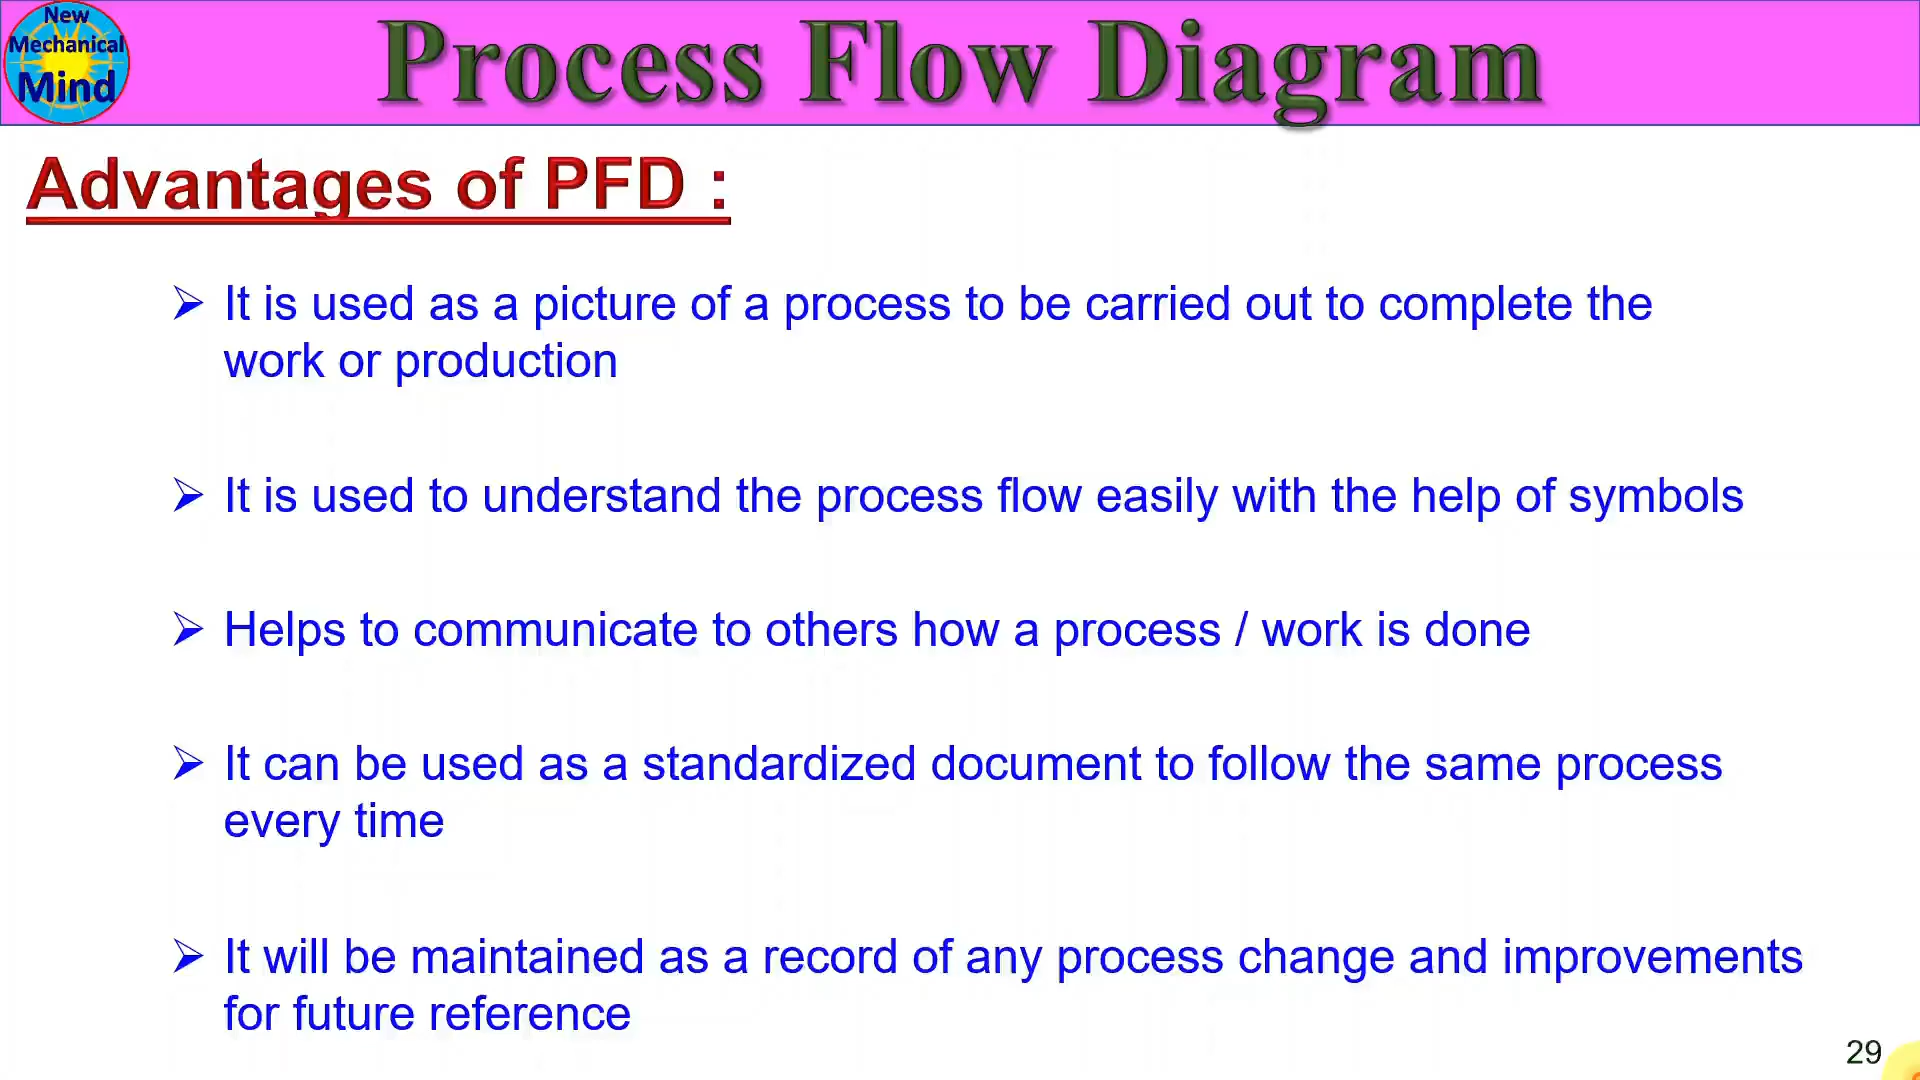 New
Mechanical
Mind
Process Flow Diagram
Advantages of PFD :
➢ It is used as a picture of a process to be carried out to complete the
work or production
➢ It is used to understand the process flow easily with the help of symbols
➢ Helps to communicate to others how a process / work is done
➢ It can be used as a standardized document to follow the same process
every time
➢ It will be maintained as a record of any process change and improvements
for future reference
29